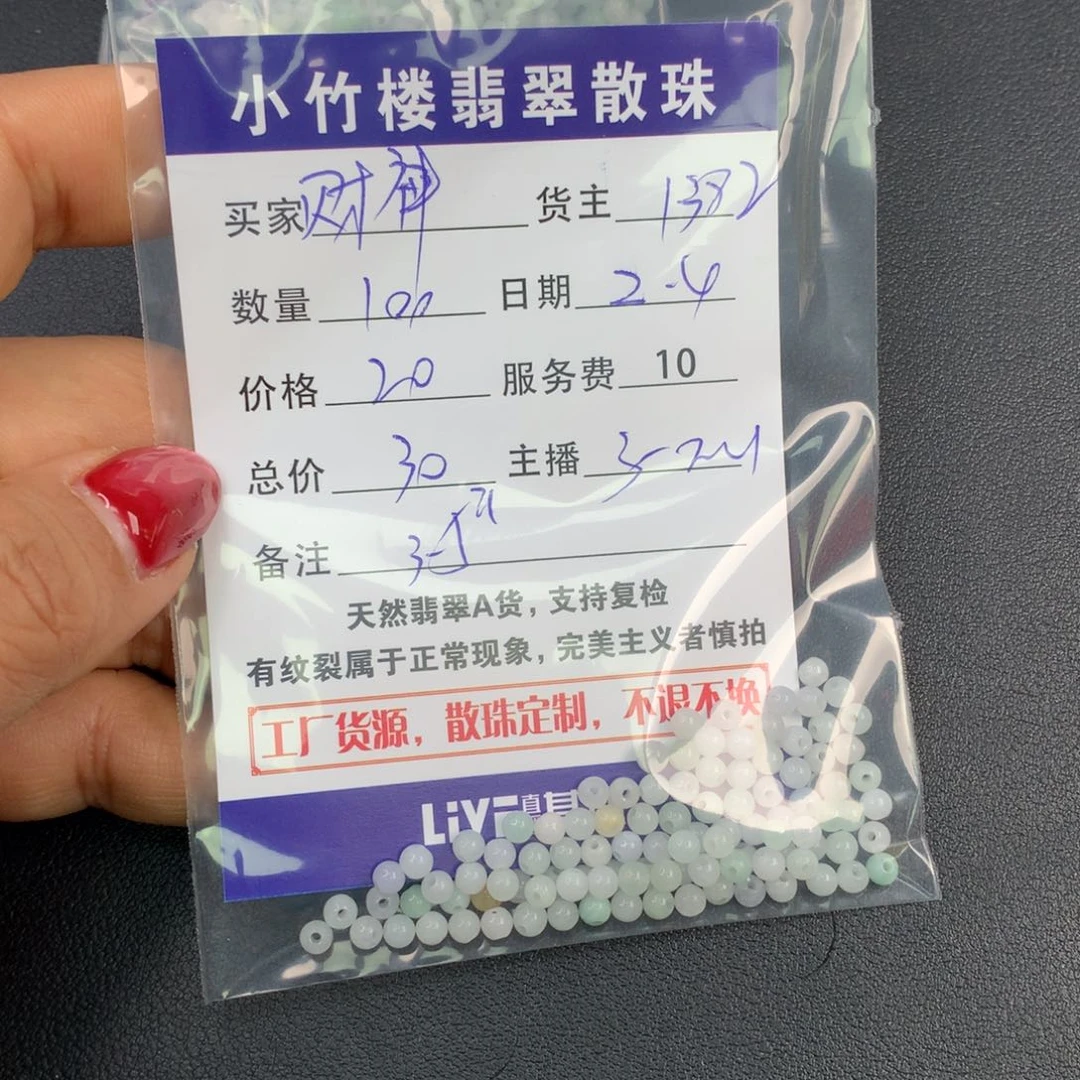 小竹楼翡翠散珠
买家 财神 货主 1382
数量 100 日期 2.4
价格 20 服务费 10
总价 30 主播
备注
天然翡翠A货，支持复检
有纹裂属于正常现象，完美主义者慎拍
工厂货源，散珠定制，不退不换
LiVE